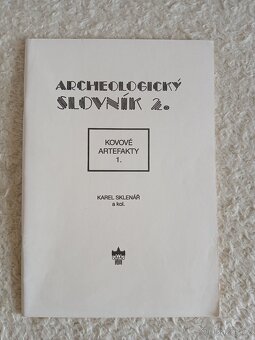 ARCHEOLOGICKÝ
SLOVNÍK 2.
KOVOVÉ
ARTEFAKTY
1.
KAREL SKLENÁŘ
a kol.